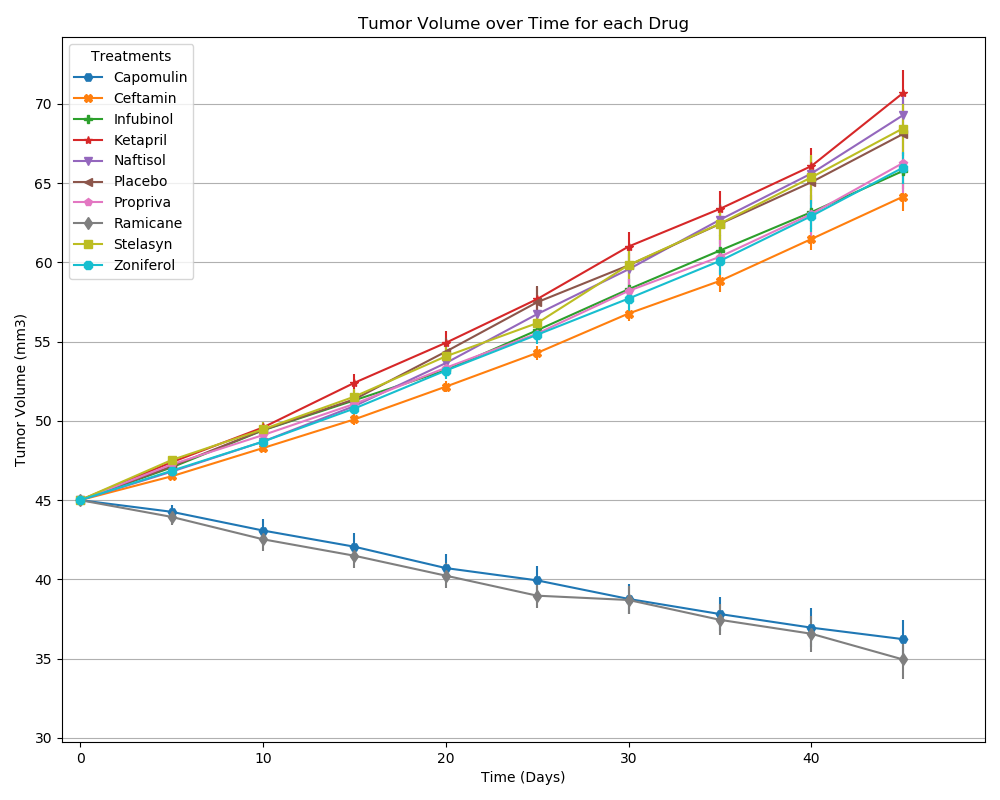 Tumor Volume over Time for each Drug
Treatments
Capomulin
Ceftamin
Infubinol
Ketapril
Naftisol
Placebo
Propriva
Ramicane
Stelasyn
Zoniferol
Tumor Volume (mm3)
70
65
60
55
50
45
40
35
30
0 10 20 30 40
Time (Days)